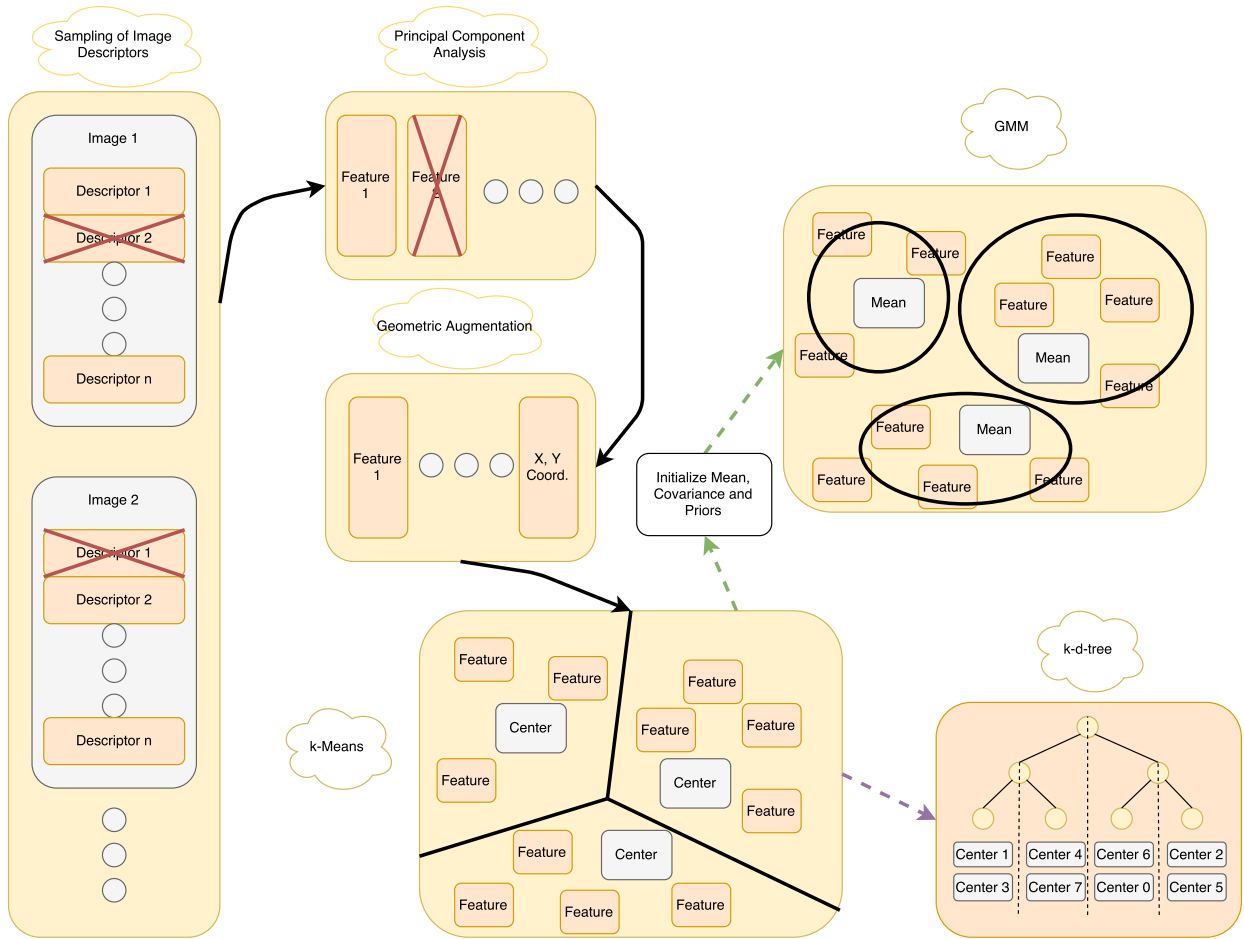 Sampling of Image
Descriptors
Image 1
Descriptor 1
Descriptor 2
Descriptor n
Image 2
Descriptor 1
Descriptor 2
Descriptor n
Principal Component
Analysis
Feature
1
Feature
2
Geometric Augmentation
Feature
1
X, Y
Coord.
Initialize Mean,
Covariance and
Priors
GMM
Feature
Feature
Mean
Feature
Feature
Feature
Feature
Mean
Feature
Feature
Mean
Feature
Feature
Feature
k-Means
Feature
Feature
Center
Feature
Feature
Feature
Feature
Center
Feature
Feature
Center
Feature
Feature
Feature
k-d-tree
Center 1
Center 4
Center 6
Center 2
Center 3
Center 7
Center 0
Center 5